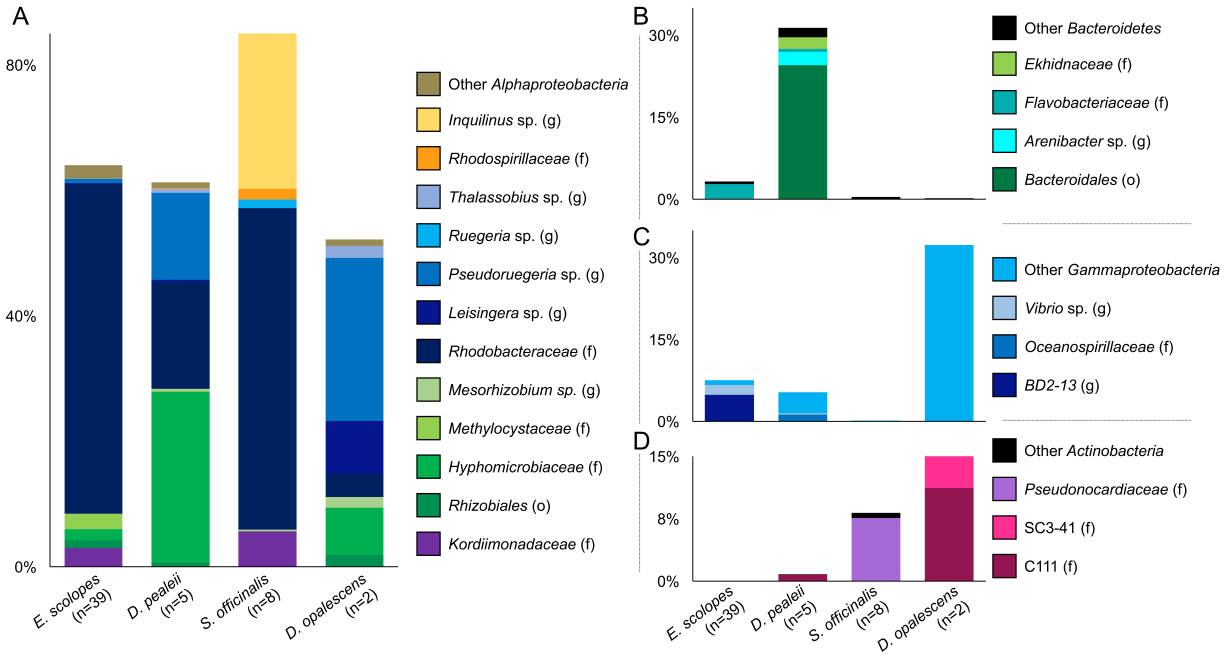 A
80%
40%
0%
E. scolopes
(n=39)
D. pealeii
(n=5)
S. officinalis
(n=8)
D. opalescens
(n=2)
Other Alphaproteobacteria
Inquilinus sp. (g)
Rhodospirillaceae (f)
Thalassobius sp. (g)
Ruegeria sp. (g)
Pseudoruegeria sp. (g)
Leisingera sp. (g)
Rhodobacteraceae (f)
Mesorhizobium sp. (g)
Methylocystaceae (f)
Hyphomicrobiaceae (f)
Rhizobiales (o)
Kordiimonadaceae (f)
B
30%
15%
0%
Other Bacteroidetes
Ekhidnaceae (f)
Flavobacteriaceae (f)
Arenibacter sp. (g)
Bacteroidales (o)
C
30%
15%
0%
Other Gammaproteobacteria
Vibrio sp. (g)
Oceanospirillaceae (f)
BD2-13 (g)
D
15%
8%
0%
E. scolopes
(n=39)
D. pealeii
(n=5)
S. officinalis
(n=8)
D. opalescens
(n=2)
Other Actinobacteria
Pseudonocardiaceae (f)
SC3-41 (f)
C111 (f)